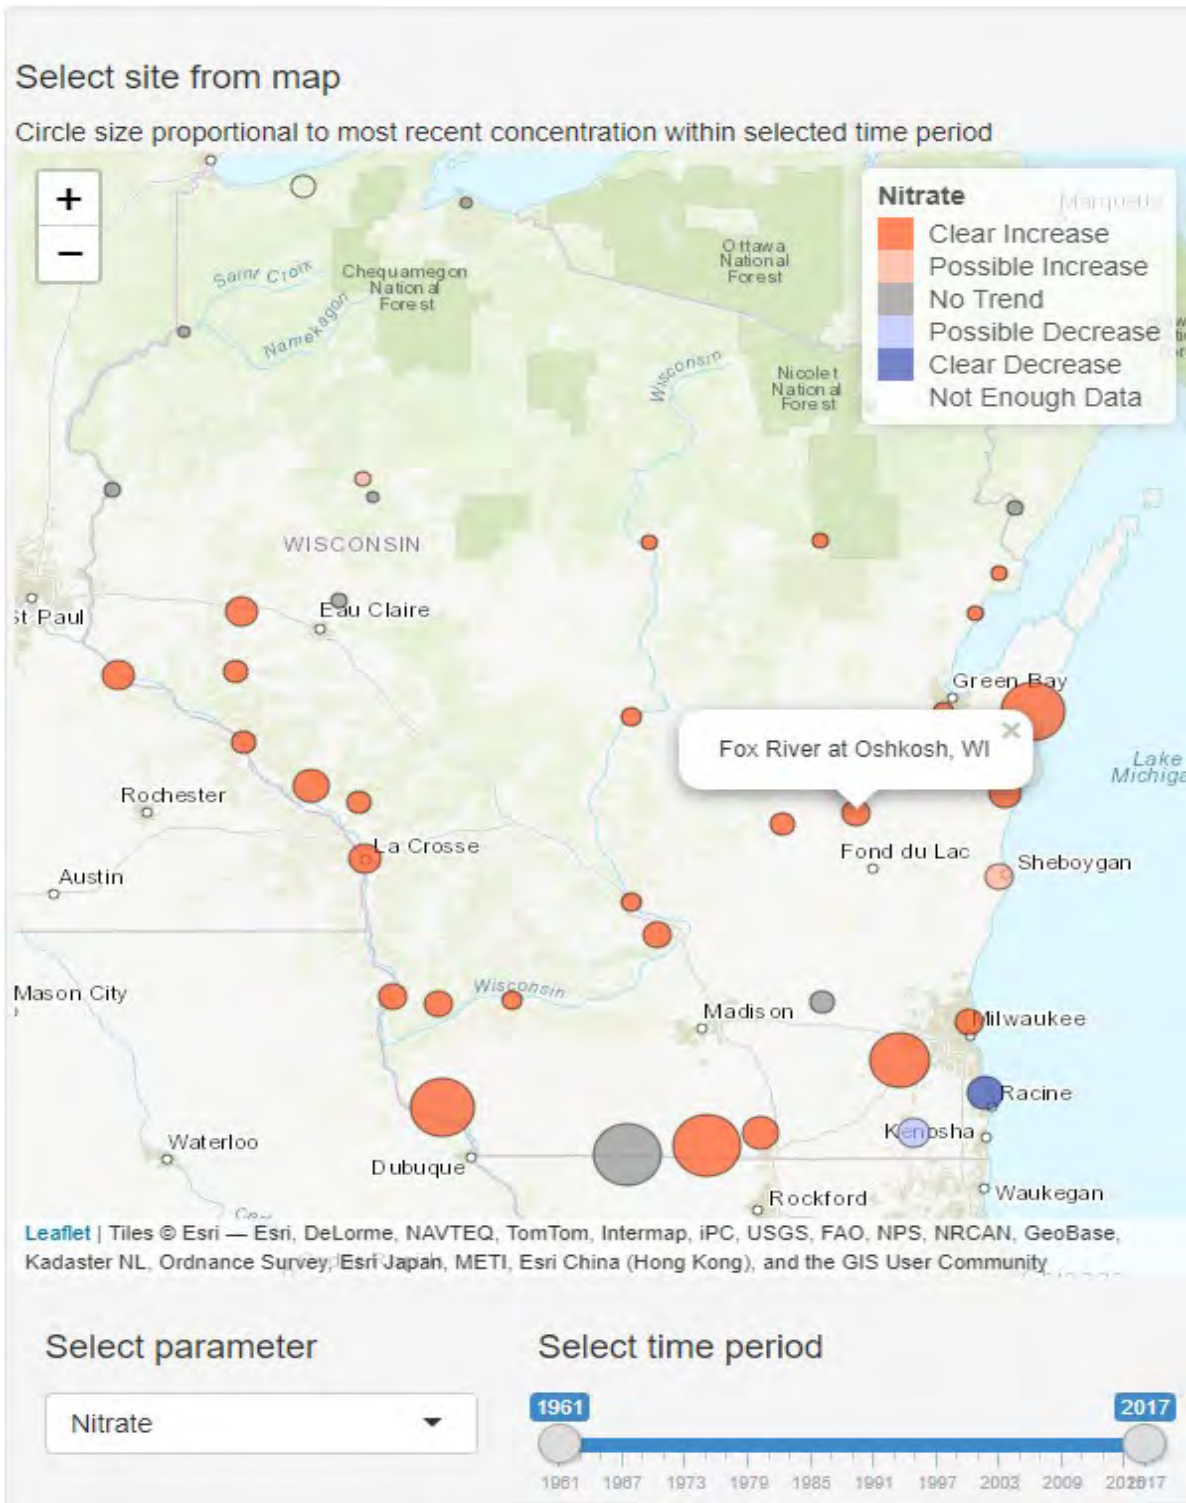 Select site from map
Circle size proportional to most recent concentration within selected time period
+
−
Nitrate
Marquette
Clear Increase
Possible Increase
No Trend
Possible Decrease
Clear Decrease
Not Enough Data
Ottawa
National
Forest
Saint Croix
Chequamegon
National
Forest
Namekagon
Wisconsin
Nicolet
National
Forest
WISCONSIN
St Paul
Eau Claire
Green Bay
Fox River at Oshkosh, WI
×
Lake
Michiga
Rochester
La Crosse
Fond du Lac
Sheboygan
Austin
Mason City
Wisconsin
Madison
Milwaukee
Racine
Kenosha
Waterloo
Dubuque
Rockford
Waukegan
Leaflet | Tiles © Esri — Esri, DeLorme, NAVTEQ, TomTom, Intermap, iPC, USGS, FAO, NPS, NRCAN, GeoBase,
Kadaster NL, Ordnance Survey, Esri Japan, METI, Esri China (Hong Kong), and the GIS User Community
Select parameter
Select time period
Nitrate
1961
2017
1961 1967 1973 1979 1985 1991 1997 2003 2009 2017